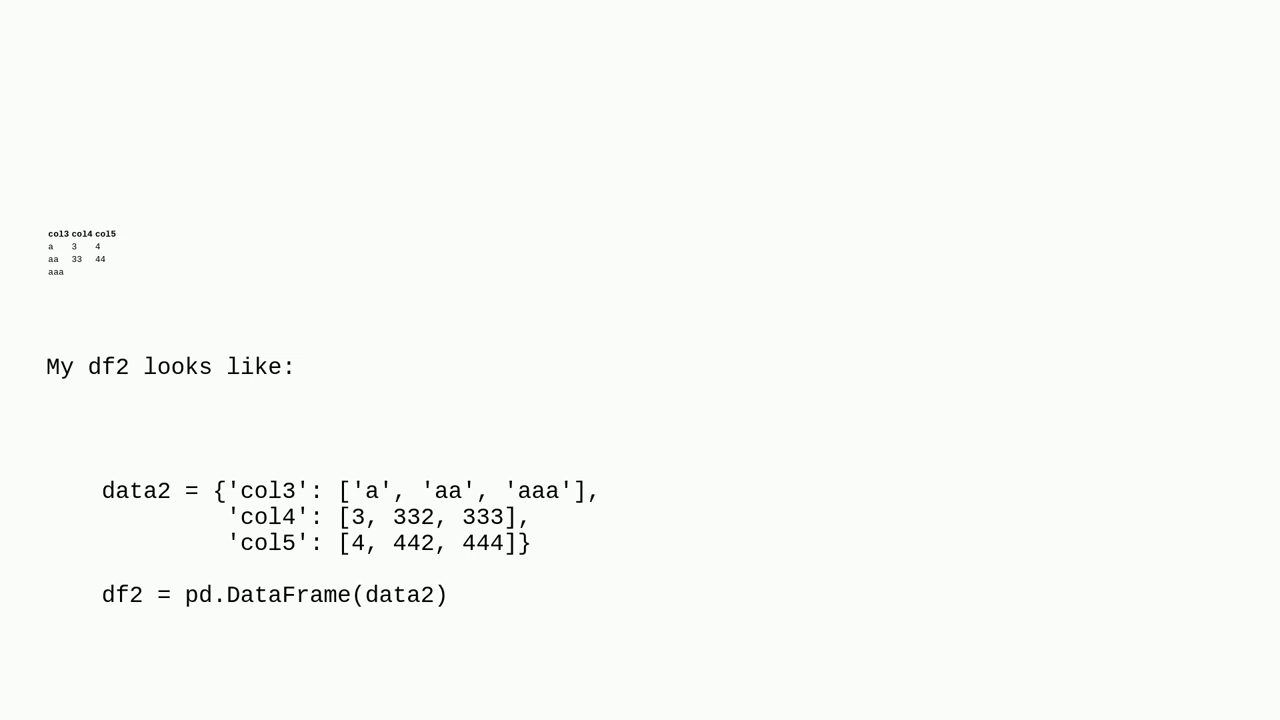 col3 col4 col5
a 3 4
aa 33 44
aaa
My df2 looks like:
data2 = {'col3': ['a', 'aa', 'aaa'],
'col4': [3, 332, 333],
'col5': [4, 442, 444]}
df2 = pd.DataFrame(data2)